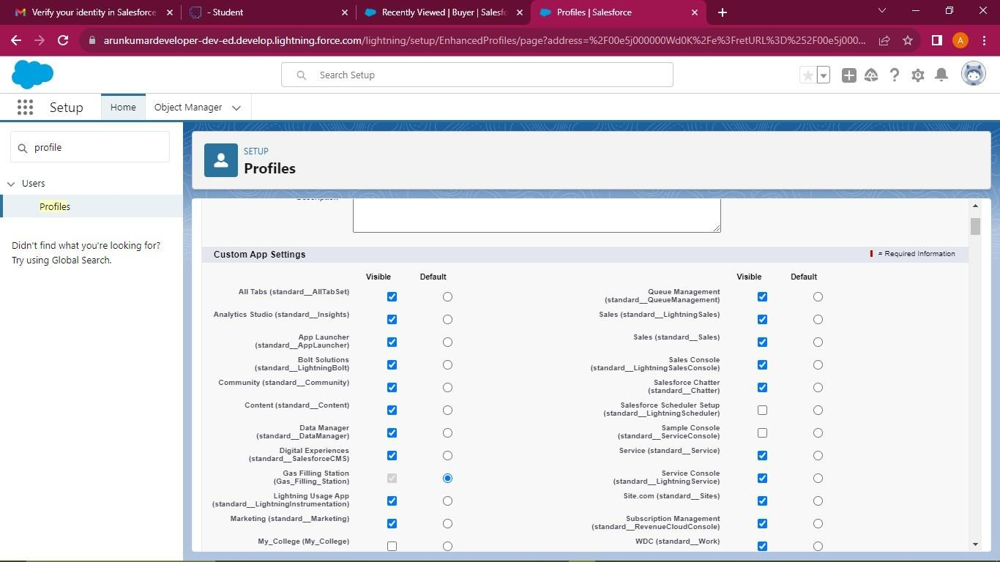 Verify your identity in Salesforce
- Student
Recently Viewed | Buyer | Salesfo
Profiles | Salesforce
arunkumardeveloper-dev-ed.develop.lightning.force.com/lightning/setup/EnhancedProfiles/page?address=%2F00e5j000000Wd0K%2Fe%3FretURL%3D%252F00e5j000...
A
Search Setup
Setup
Home
Object Manager
profile
Users
Profiles
Didn't find what you're looking for?
Try using Global Search.
SETUP
Profiles
Description
Custom App Settings
= Required Information
Visible Default
Visible Default
All Tabs (standard__AllTabSet)
Queue Management
(standard__QueueManagement)
Analytics Studio (standard__Insights)
Sales (standard__LightningSales)
App Launcher
(standard__AppLauncher)
Sales (standard__Sales)
Bolt Solutions
(standard__LightningBolt)
Sales Console
(standard__LightningSalesConsole)
Community (standard__Community)
Salesforce Chatter
(standard__Chatter)
Content (standard__Content)
Salesforce Scheduler Setup
(standard__LightningScheduler)
Data Manager
(standard__DataManager)
Sample Console
(standard__ServiceConsole)
Digital Experiences
(standard__SalesforceCMS)
Service (standard__Service)
Gas Filling Station
(Gas_Filling_Station)
Service Console
(standard__LightningService)
Lightning Usage App
(standard__LightningInstrumentation)
Site.com (standard__Sites)
Marketing (standard__Marketing)
Subscription Management
(standard__RevenueCloudConsole)
My_College (My_College)
WDC (standard__Work)